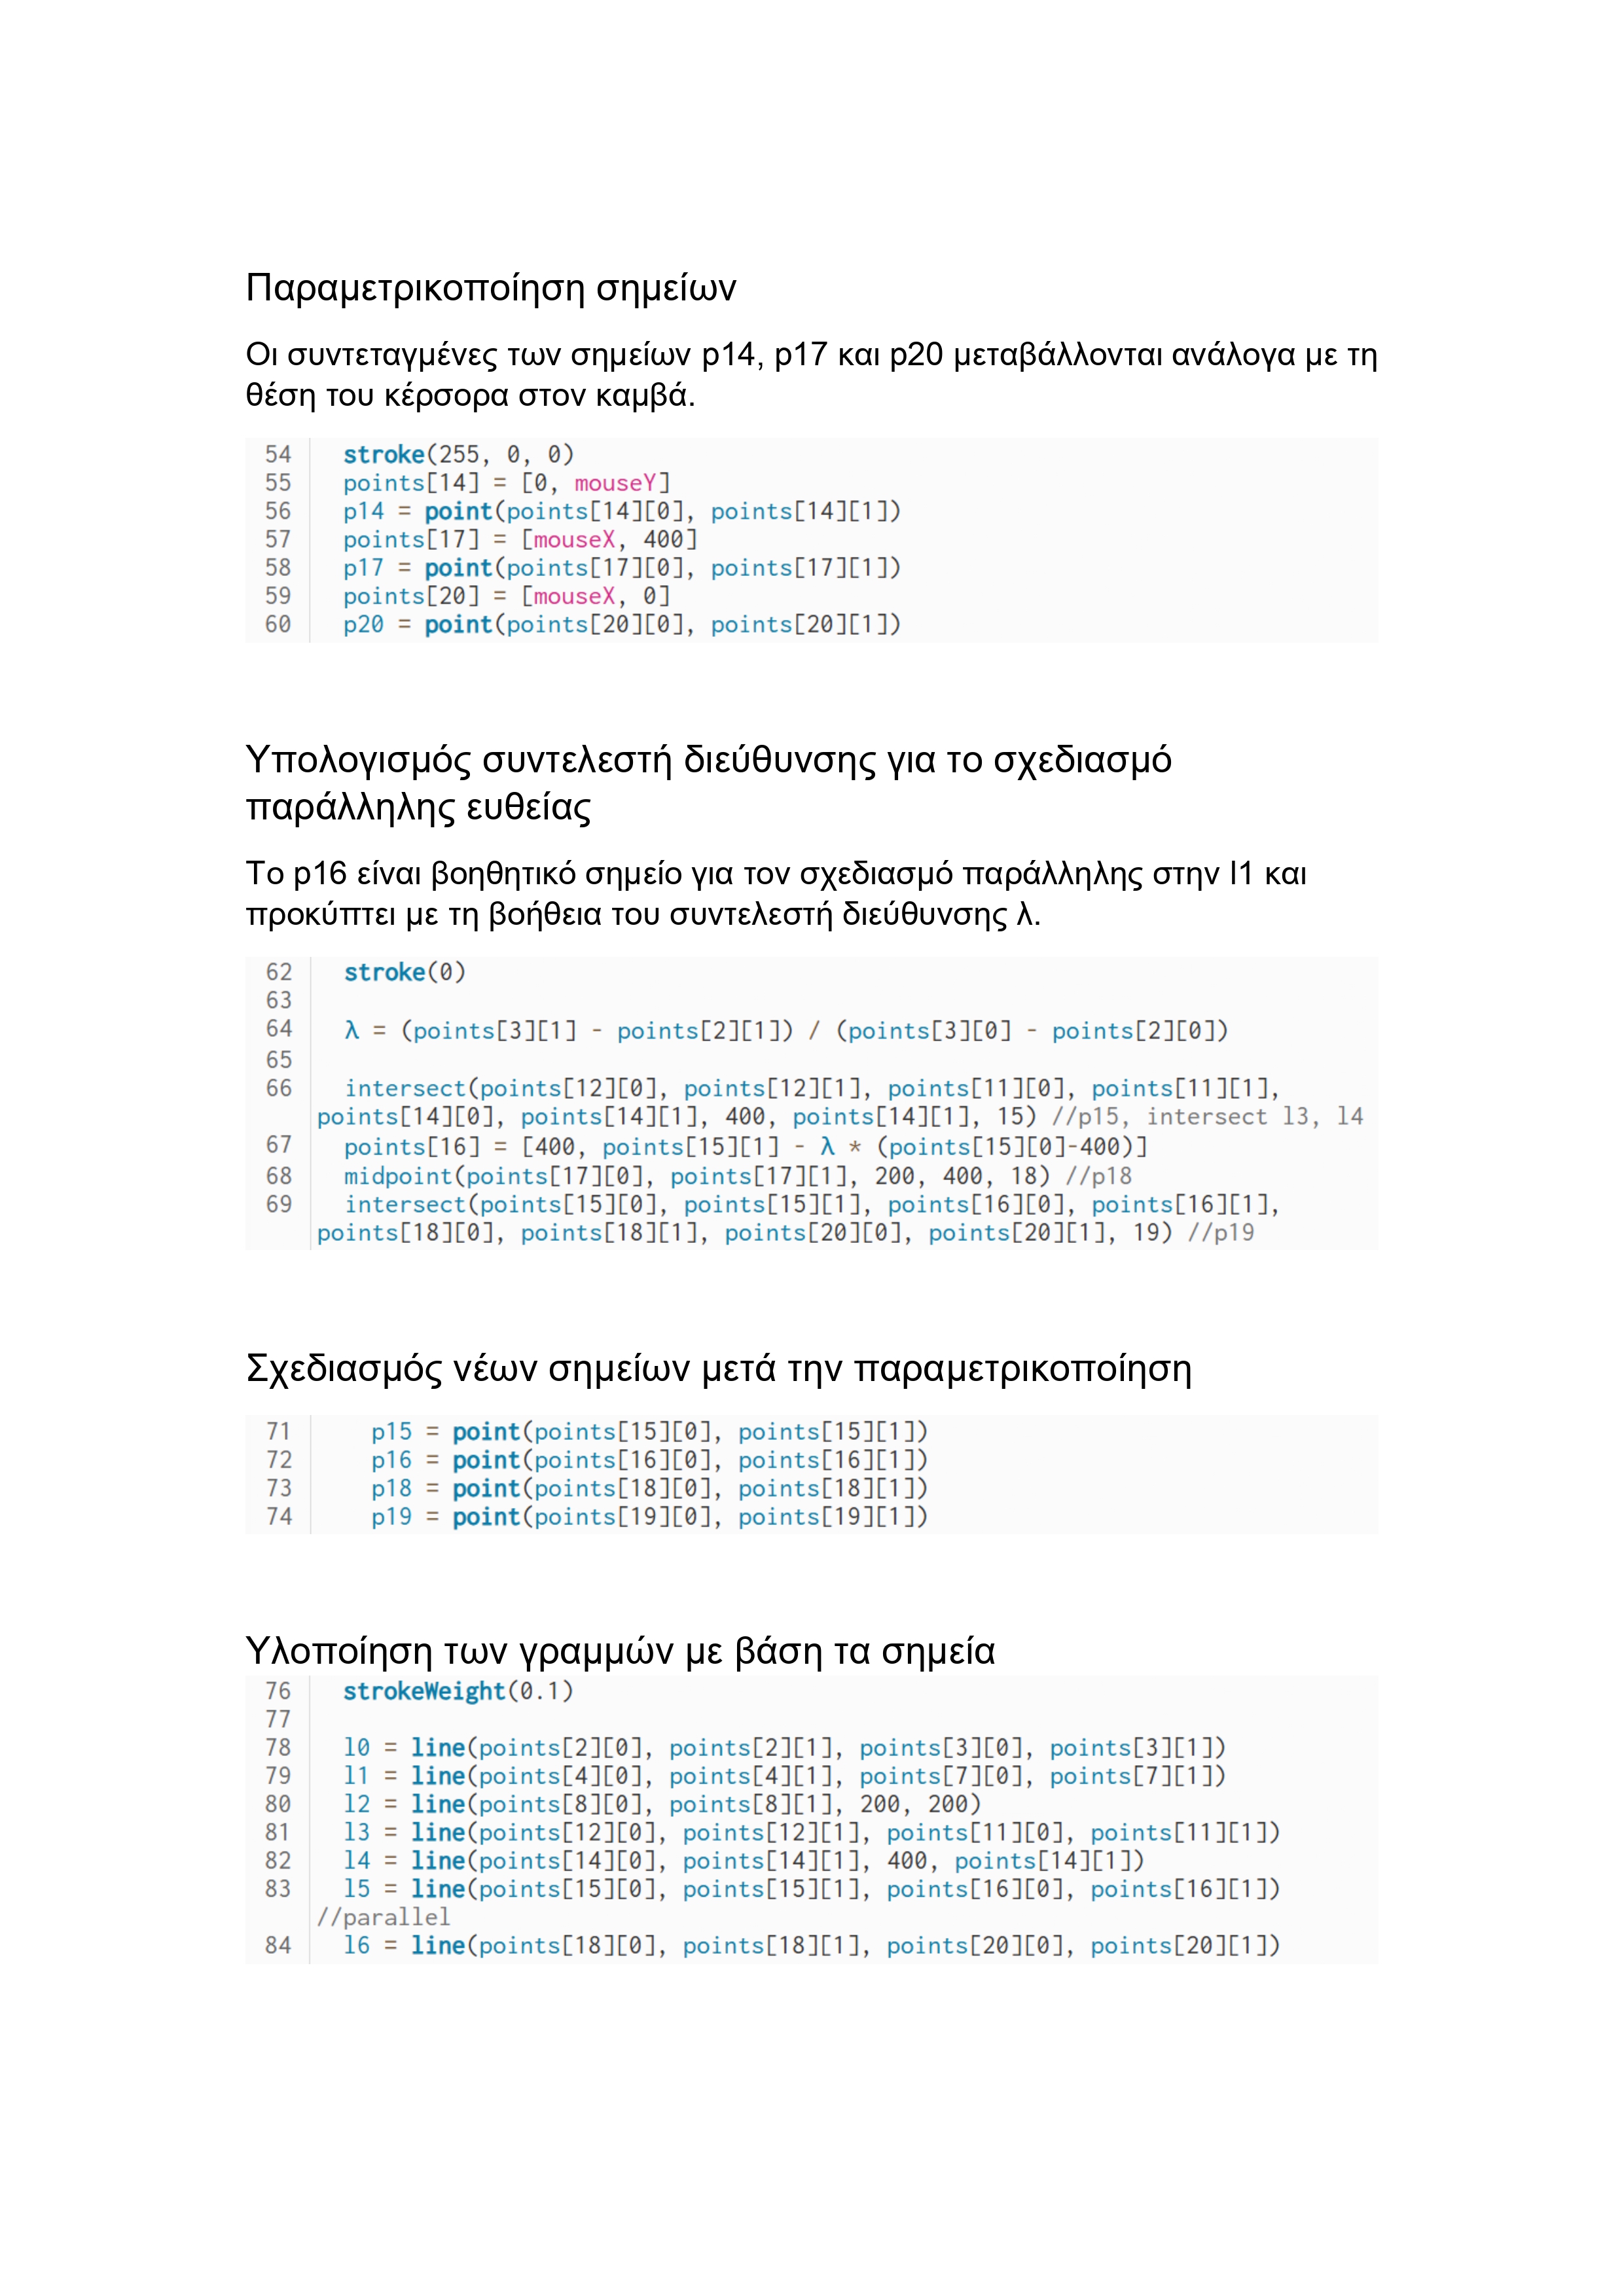 Παραμετρικοποίηση σημείων
Οι συντεταγμένες των σημείων p14, p17 και p20 μεταβάλλονται ανάλογα με τη
θέση του κέρσορα στον καμβά.
54 stroke(255, 0, 0)
55 points[14] = [0, mouseY]
56 p14 = point(points[14][0], points[14][1])
57 points[17] = [mouseX, 400]
58 p17 = point(points[17][0], points[17][1])
59 points[20] = [mouseX, 0]
60 p20 = point(points[20][0], points[20][1])
Υπολογισμός συντελεστή διεύθυνσης για το σχεδιασμό
παράλληλης ευθείας
Το p16 είναι βοηθητικό σημείο για τον σχεδιασμό παράλληλης στην l1 και
προκύπτει με τη βοήθεια του συντελεστή διεύθυνσης λ.
62 stroke(0)
63
64 λ = (points[3][1] - points[2][1]) / (points[3][0] - points[2][0])
65
66 intersect(points[12][0], points[12][1], points[11][0], points[11][1],
points[14][0], points[14][1], 400, points[14][1], 15) //p15, intersect l3, l4
67 points[16] = [400, points[15][1] - λ * (points[15][0]-400)]
68 midpoint(points[17][0], points[17][1], 200, 400, 18) //p18
69 intersect(points[15][0], points[15][1], points[16][0], points[16][1],
points[18][0], points[18][1], points[20][0], points[20][1], 19) //p19
Σχεδιασμός νέων σημείων μετά την παραμετρικοποίηση
71 p15 = point(points[15][0], points[15][1])
72 p16 = point(points[16][0], points[16][1])
73 p18 = point(points[18][0], points[18][1])
74 p19 = point(points[19][0], points[19][1])
Υλοποίηση των γραμμών με βάση τα σημεία
76 strokeWeight(0.1)
77
78 l0 = line(points[2][0], points[2][1], points[3][0], points[3][1])
79 l1 = line(points[4][0], points[4][1], points[7][0], points[7][1])
80 l2 = line(points[8][0], points[8][1], 200, 200)
81 l3 = line(points[12][0], points[12][1], points[11][0], points[11][1])
82 l4 = line(points[14][0], points[14][1], 400, points[14][1])
83 l5 = line(points[15][0], points[15][1], points[16][0], points[16][1])
//parallel
84 l6 = line(points[18][0], points[18][1], points[20][0], points[20][1])